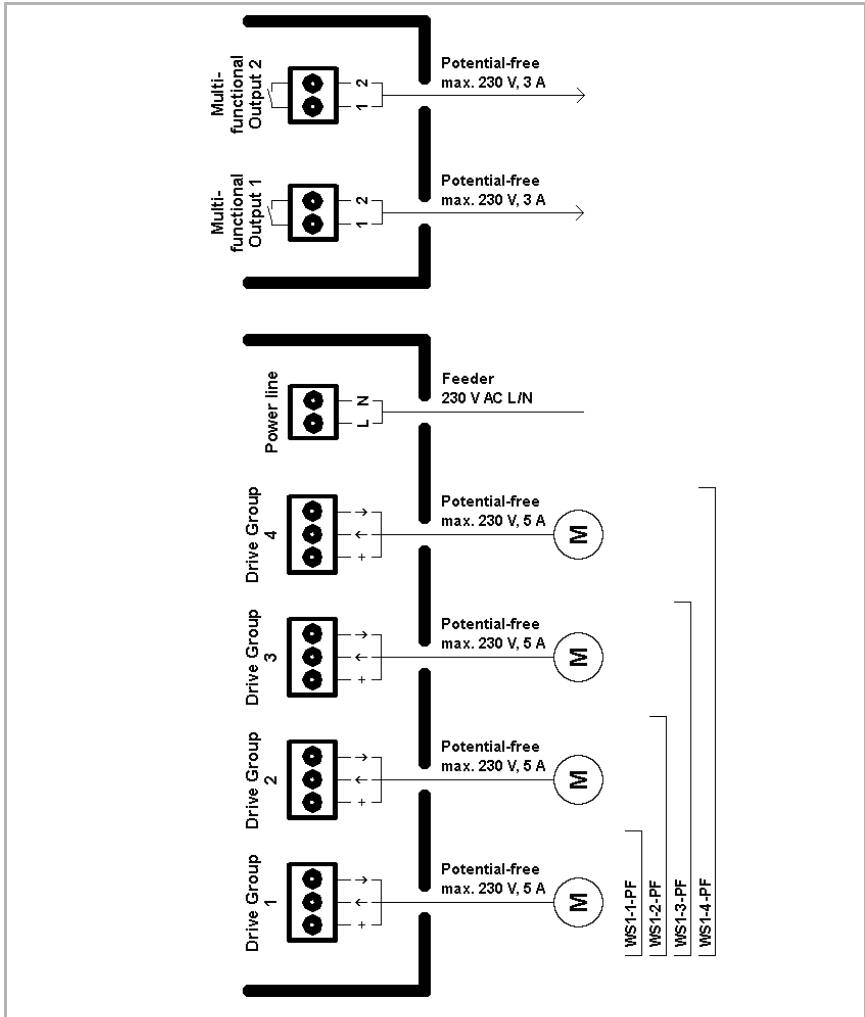 Multi-
functional
Output 2
2
1
Potential-free
max. 230 V, 3 A
Multi-
functional
Output 1
2
1
Potential-free
max. 230 V, 3 A
Power line
N
L
Feeder
230 V AC L/N
Drive Group
4
→
←
+
Potential-free
max. 230 V, 5 A
M
Drive Group
3
→
←
+
Potential-free
max. 230 V, 5 A
M
Drive Group
2
→
←
+
Potential-free
max. 230 V, 5 A
M
Drive Group
1
→
←
+
Potential-free
max. 230 V, 5 A
M
WS1-1-PF
WS1-2-PF
WS1-3-PF
WS1-4-PF